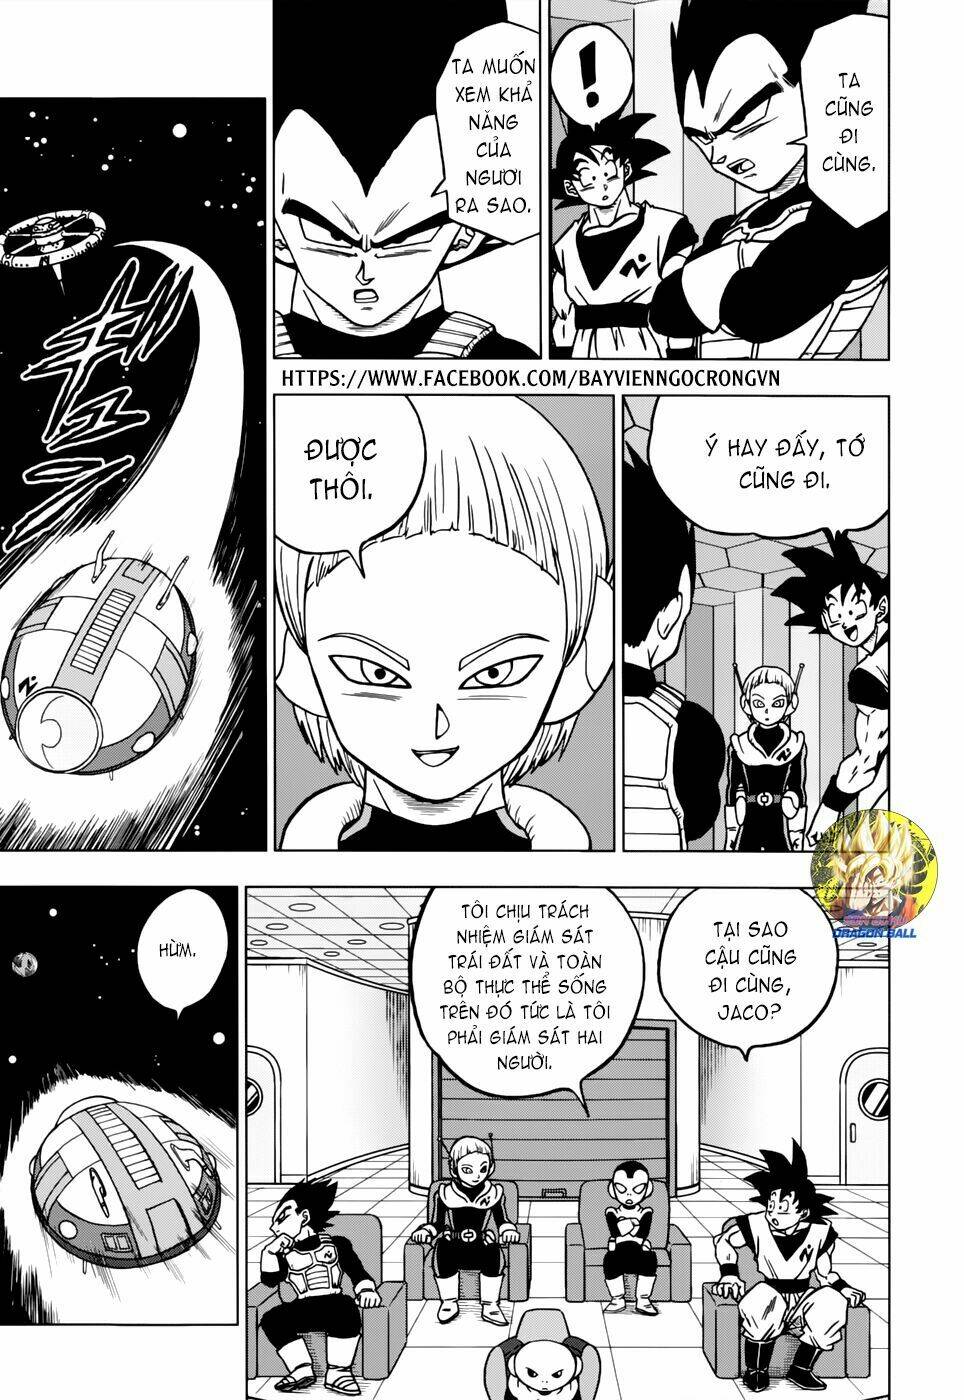 TA
CŨNG
ĐI
CÙNG.
!
TA MUỐN
XEM KHẢ
NĂNG
CỦA
NGƯƠI
RA SAO.
HTTPS://WWW.FACEBOOK.COM/BAYVIENNGOCRONGVN
Ý HAY ĐẤY, TỚ
CŨNG ĐI.
ĐƯỢC
THÔI.
TẠI SAO
CẬU CŨNG
ĐI CÙNG,
JACO?
TÔI CHỊU TRÁCH
NHIỆM GIÁM SÁT
TRÁI ĐẤT VÀ TOÀN
BỘ THỰC THỂ SỐNG
TRÊN ĐÓ TỨC LÀ TÔI
PHẢI GIÁM SÁT HAI
NGƯỜI.
HỪM.
DRAGON BALL